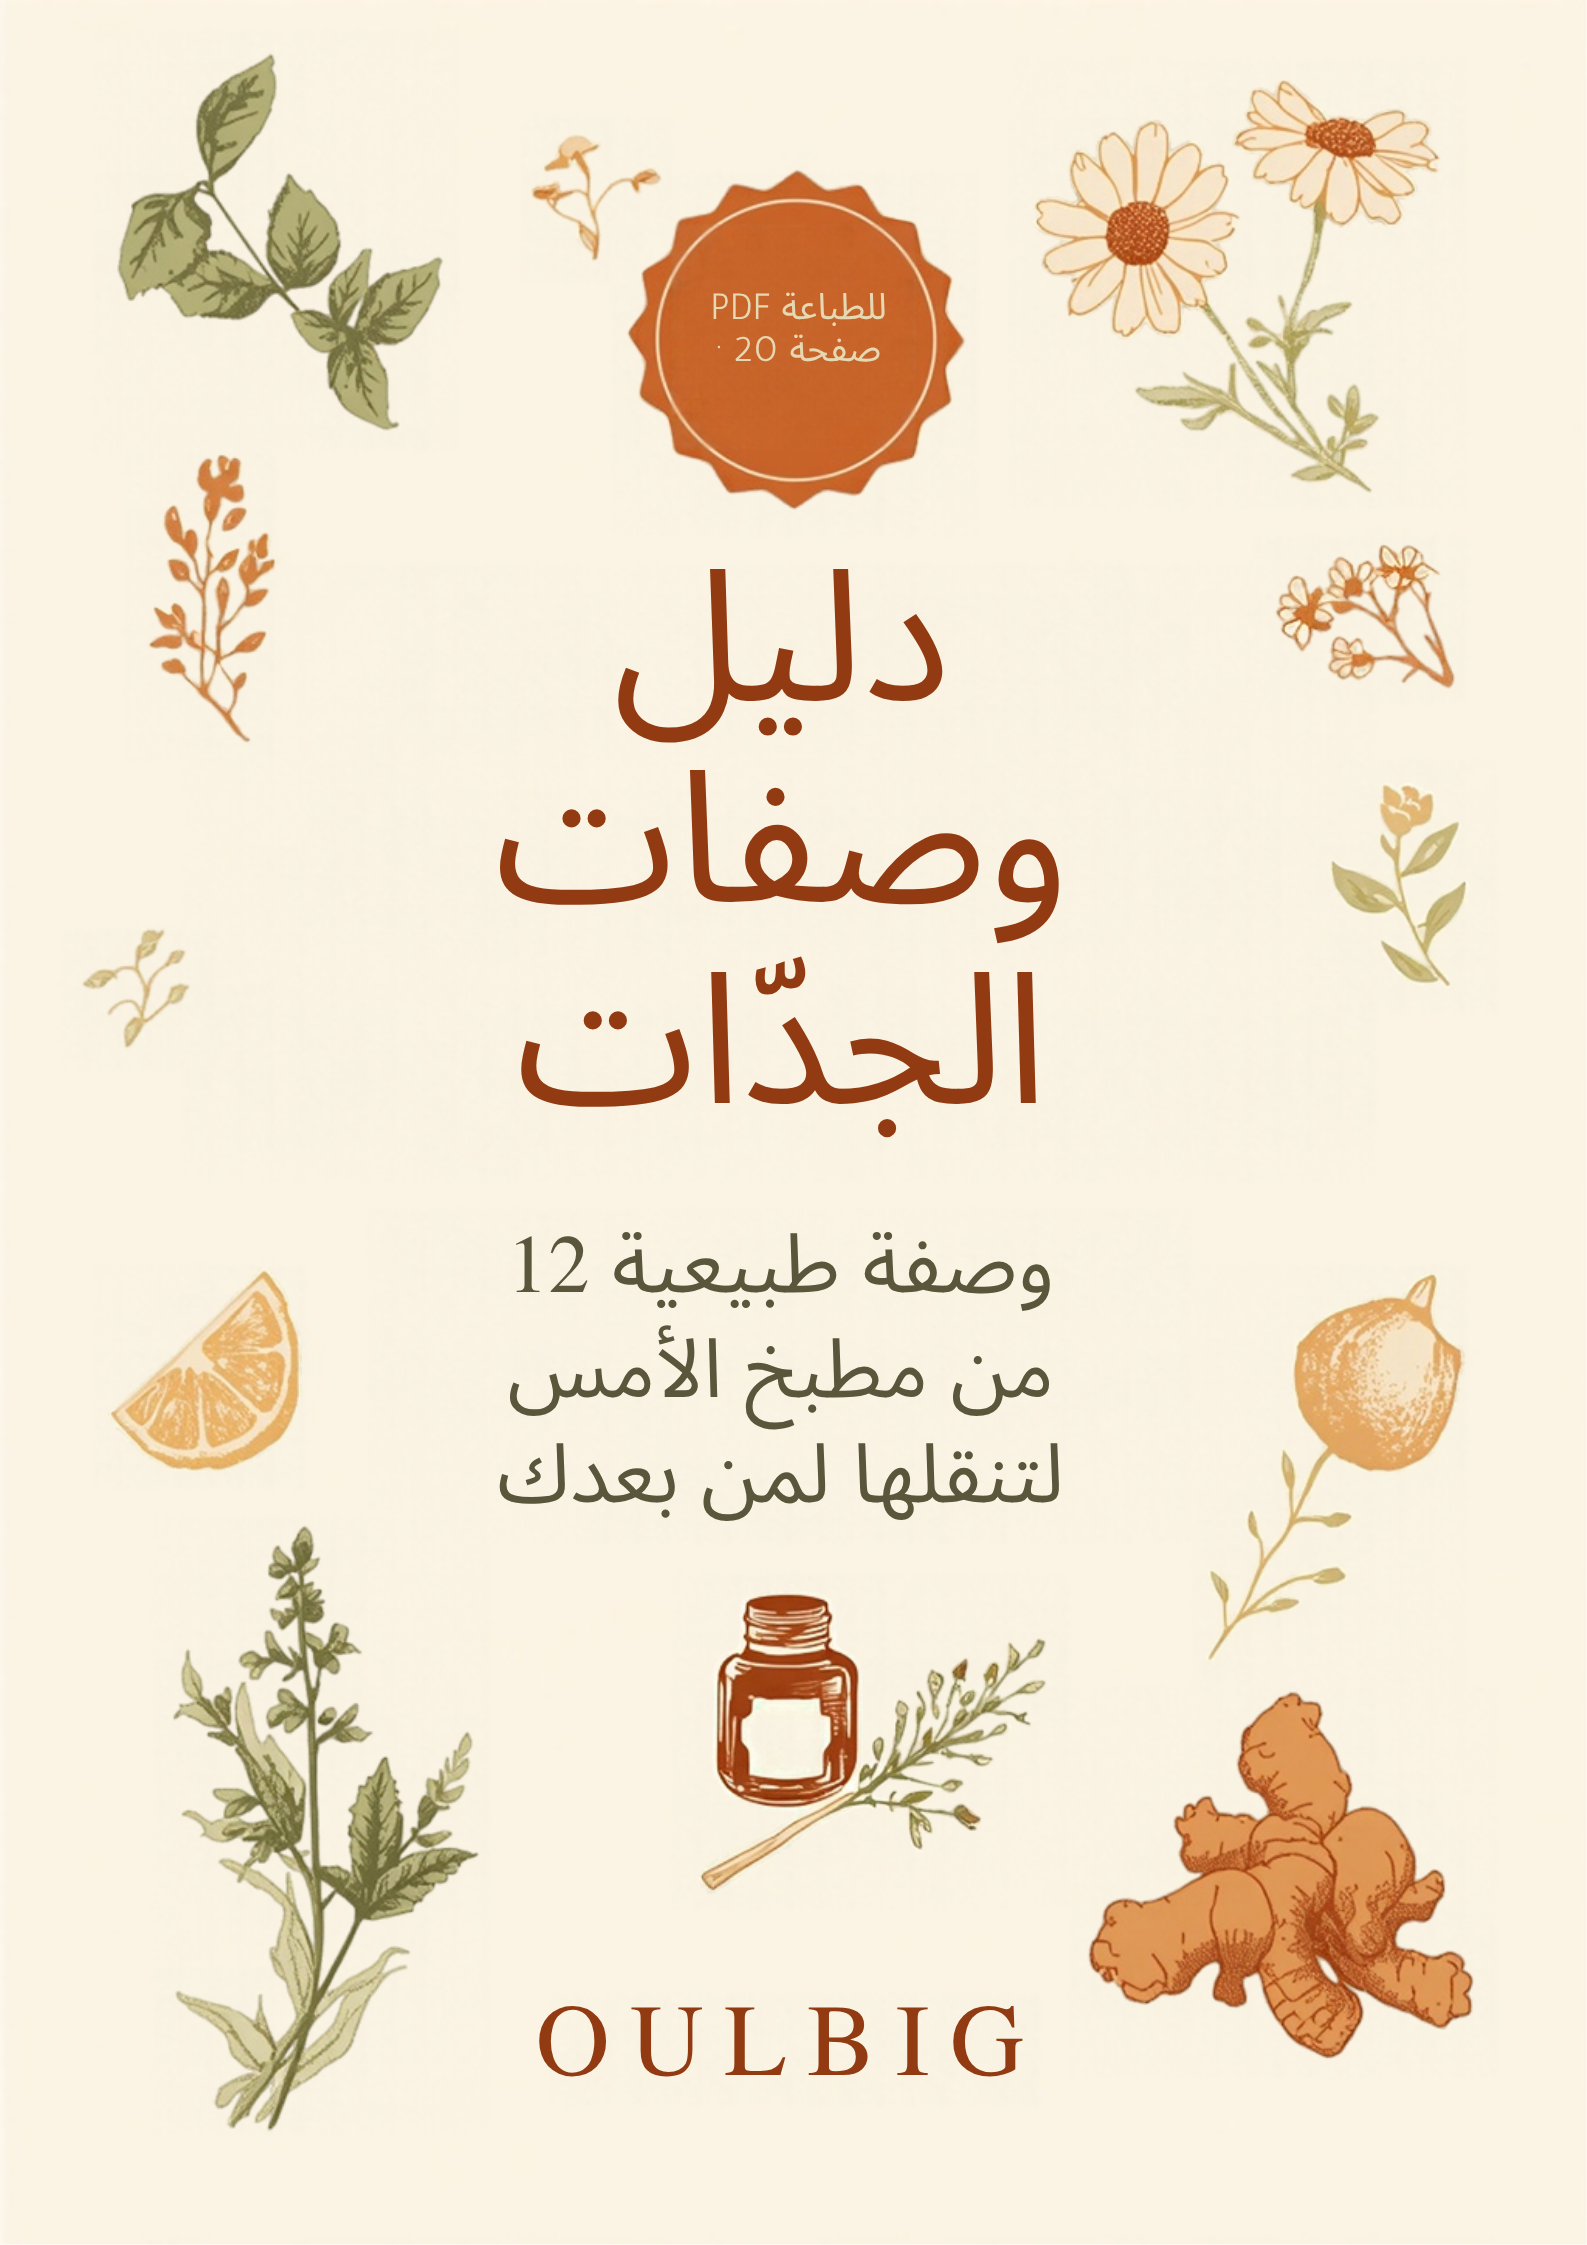 للطباعة PDF
صفحة 20 ·
دليل
وصفات
الجدّات
وصفة طبيعية 12
من مطبخ الأمس
لتنقلها لمن بعدك
OULBIG